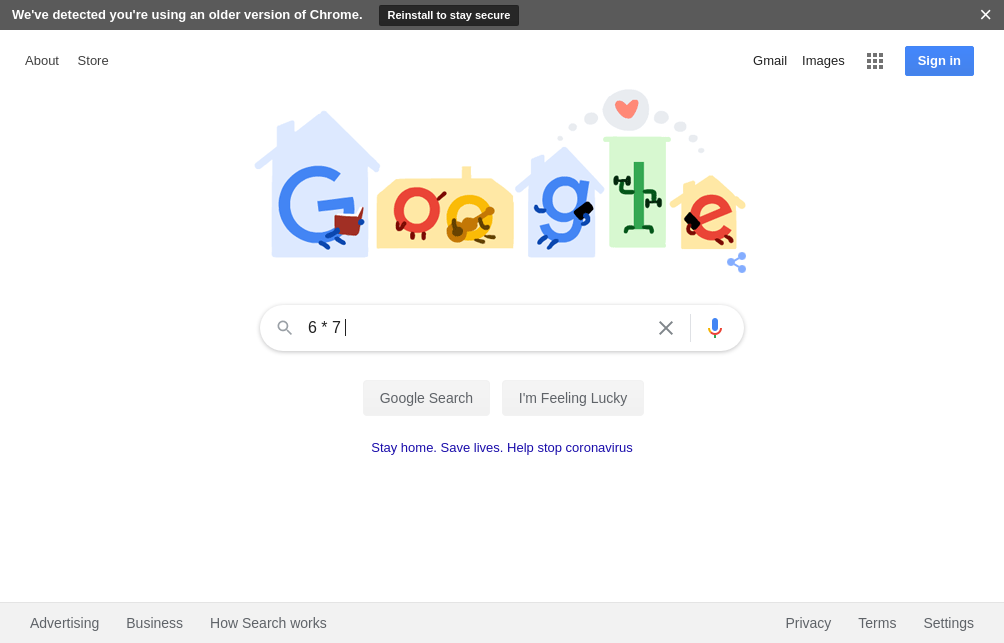 We've detected you're using an older version of Chrome. Reinstall to stay secure
About Store Gmail Images Sign in
Google
6 * 7
Google Search I'm Feeling Lucky
Stay home. Save lives. Help stop coronavirus
Advertising Business How Search works Privacy Terms Settings